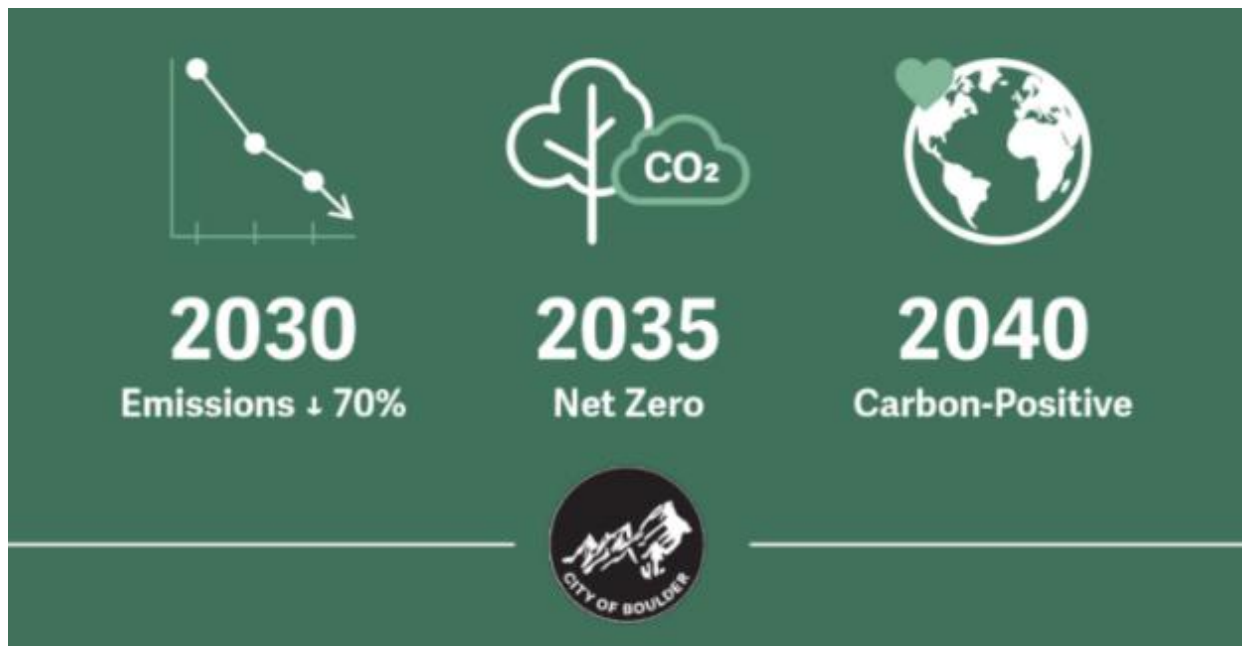 CO₂
2030
2035
2040
Emissions ↓ 70%
Net Zero
Carbon-Positive
CITY OF BOULDER